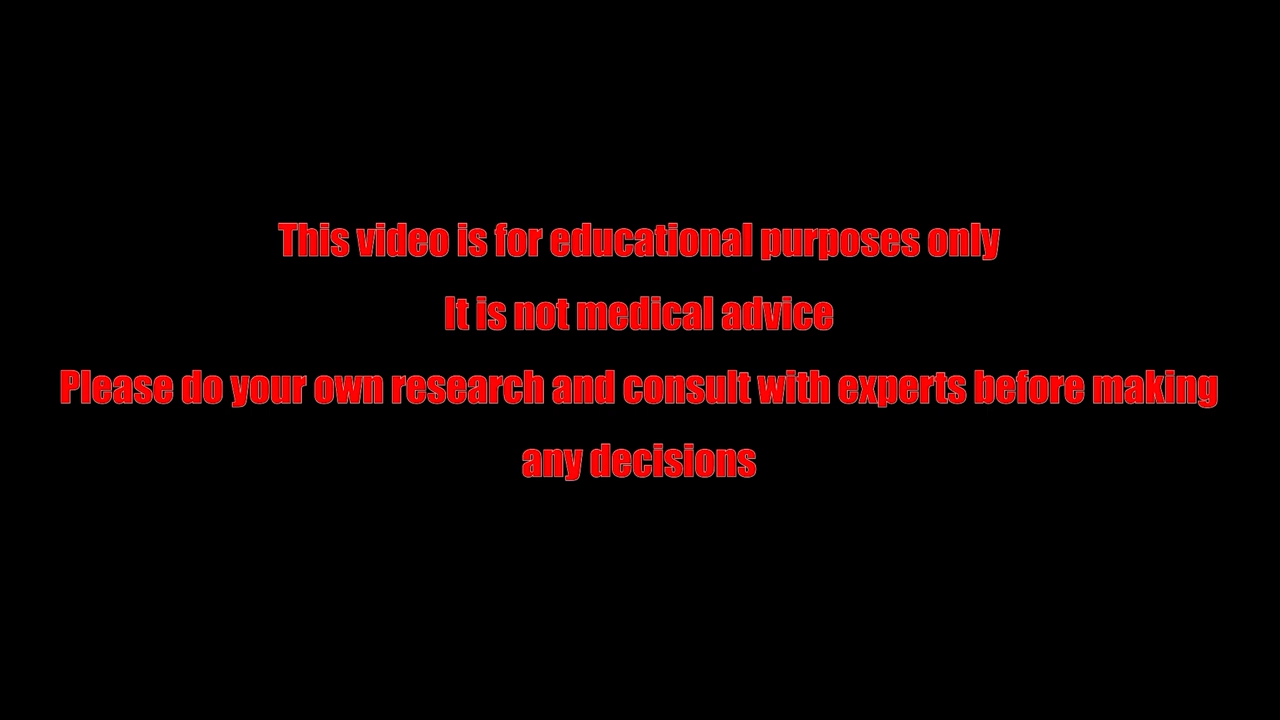 This video is for educational purposes only
It is not medical advice
Please do your own research and consult with experts before making
any decisions